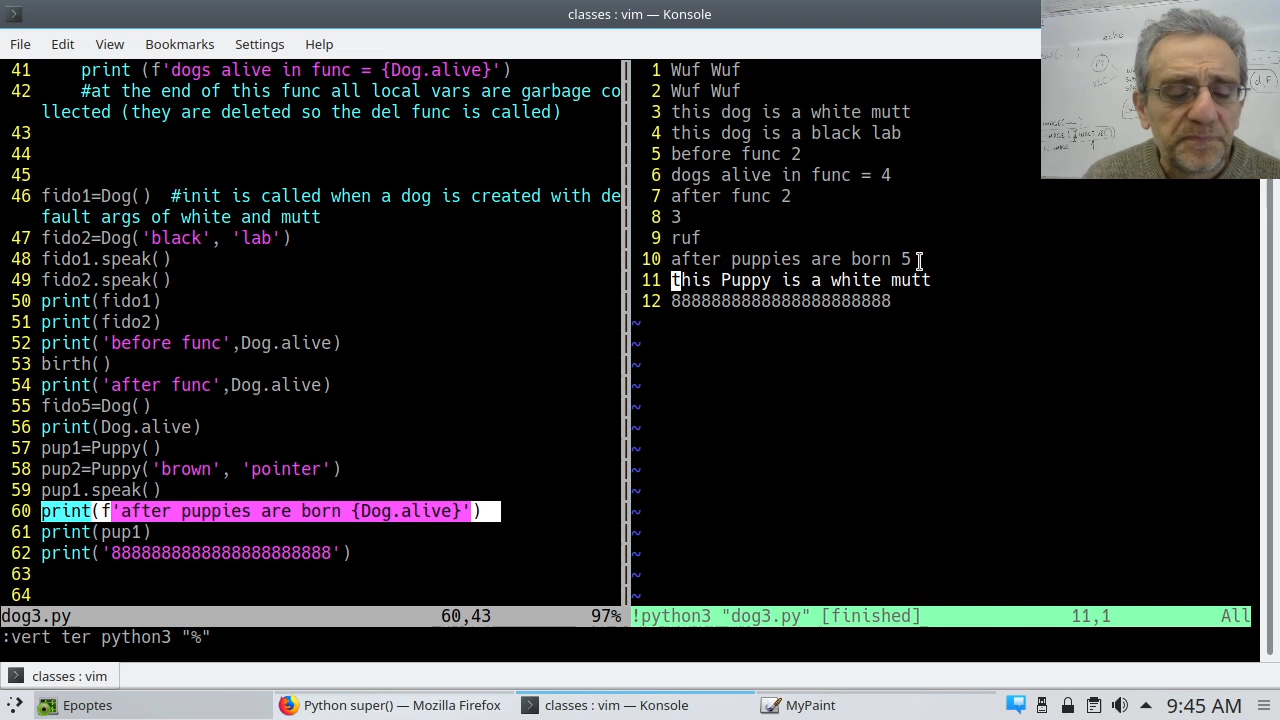 classes : vim — Konsole
File Edit View Bookmarks Settings Help
41     print (f'dogs alive in func = {Dog.alive}')
42     #at the end of this func all local vars are garbage co
llected (they are deleted so the del func is called)
43
44
45
46 fido1=Dog()  #init is called when a dog is created with de
fault args of white and mutt
47 fido2=Dog('black', 'lab')
48 fido1.speak()
49 fido2.speak()
50 print(fido1)
51 print(fido2)
52 print('before func',Dog.alive)
53 birth()
54 print('after func',Dog.alive)
55 fido5=Dog()
56 print(Dog.alive)
57 pup1=Puppy()
58 pup2=Puppy('brown', 'pointer')
59 pup1.speak()
60 print(f'after puppies are born {Dog.alive}')
61 print(pup1)
62 print('8888888888888888888888')
63
64
dog3.py 60,43 97%
:vert ter python3 "%"
1 Wuf Wuf
2 Wuf Wuf
3 this dog is a white mutt
4 this dog is a black lab
5 before func 2
6 dogs alive in func = 4
7 after func 2
8 3
9 ruf
10 after puppies are born 5
11 this Puppy is a white mutt
12 8888888888888888888888
~
~
~
~
~
~
~
~
~
~
~
~
~
~
!python3 "dog3.py" [finished] 11,1 All
echo
classes : vim
Epoptes
Python super() — Mozilla Firefox
classes : vim — Konsole
MyPaint
9:45 AM